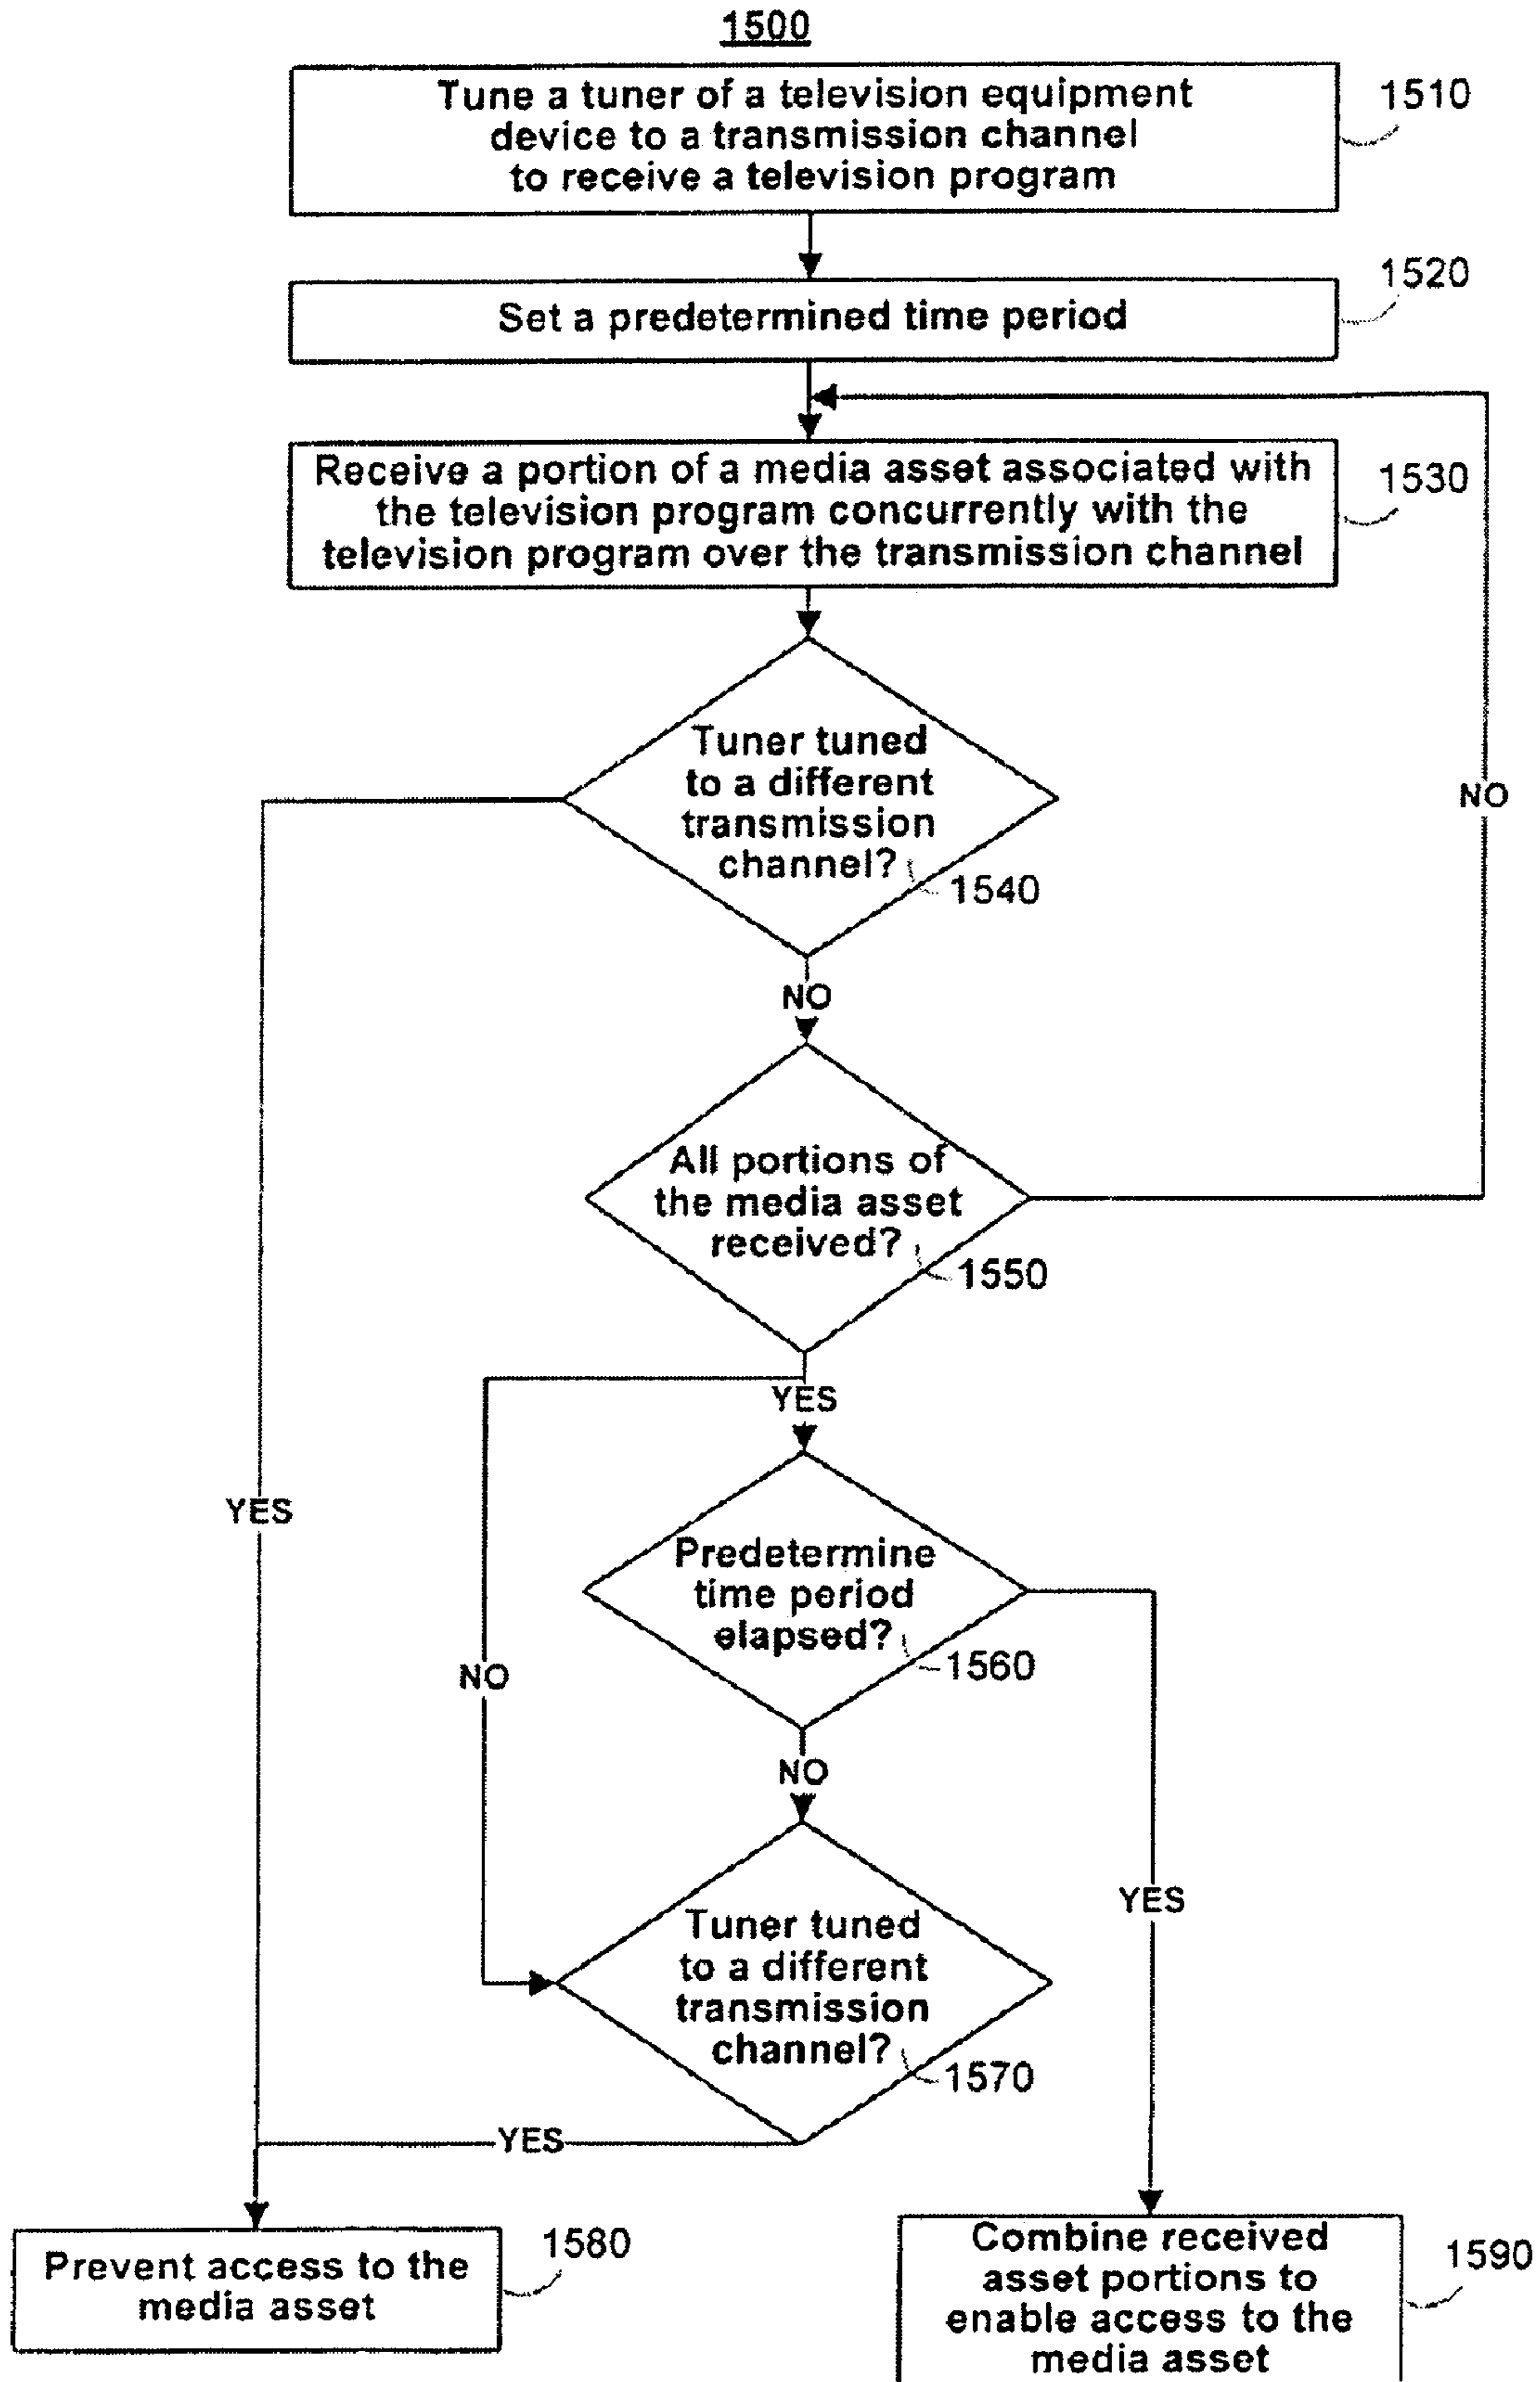 1500
Tune a tuner of a television equipment
device to a transmission channel
to receive a television program
1510
Set a predetermined time period
1520
Receive a portion of a media asset associated with
the television program concurrently with the
television program over the transmission channel
1530
Tuner tuned
to a different
transmission
channel?
1540
NO
NO
All portions of
the media asset
received?
1550
YES
YES
Predetermine
time period
elapsed?
1560
NO
NO
YES
Tuner tuned
to a different
transmission
channel?
1570
YES
Prevent access to the
media asset
1580
Combine received
asset portions to
enable access to the
media asset
1590